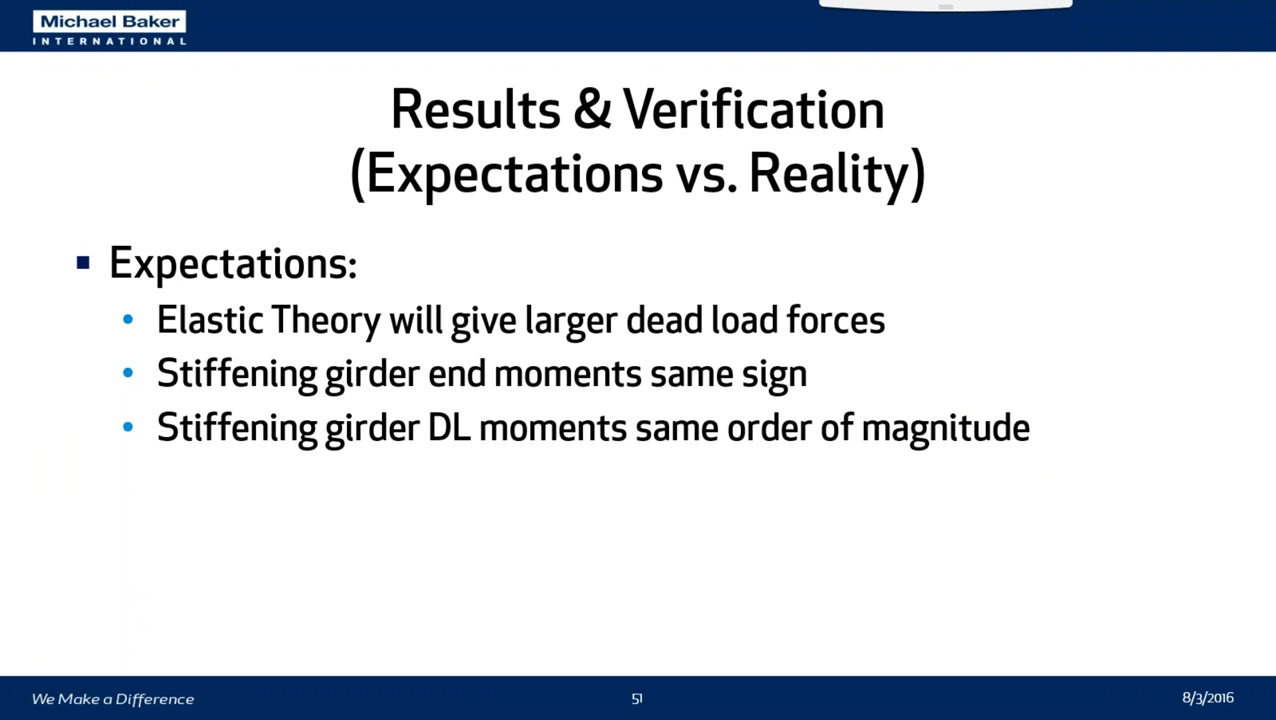 Michael Baker
INTERNATIONAL
Results & Verification
(Expectations vs. Reality)
Expectations:
Elastic Theory will give larger dead load forces
Stiffening girder end moments same sign
Stiffening girder DL moments same order of magnitude
We Make a Difference
51
8/3/2016